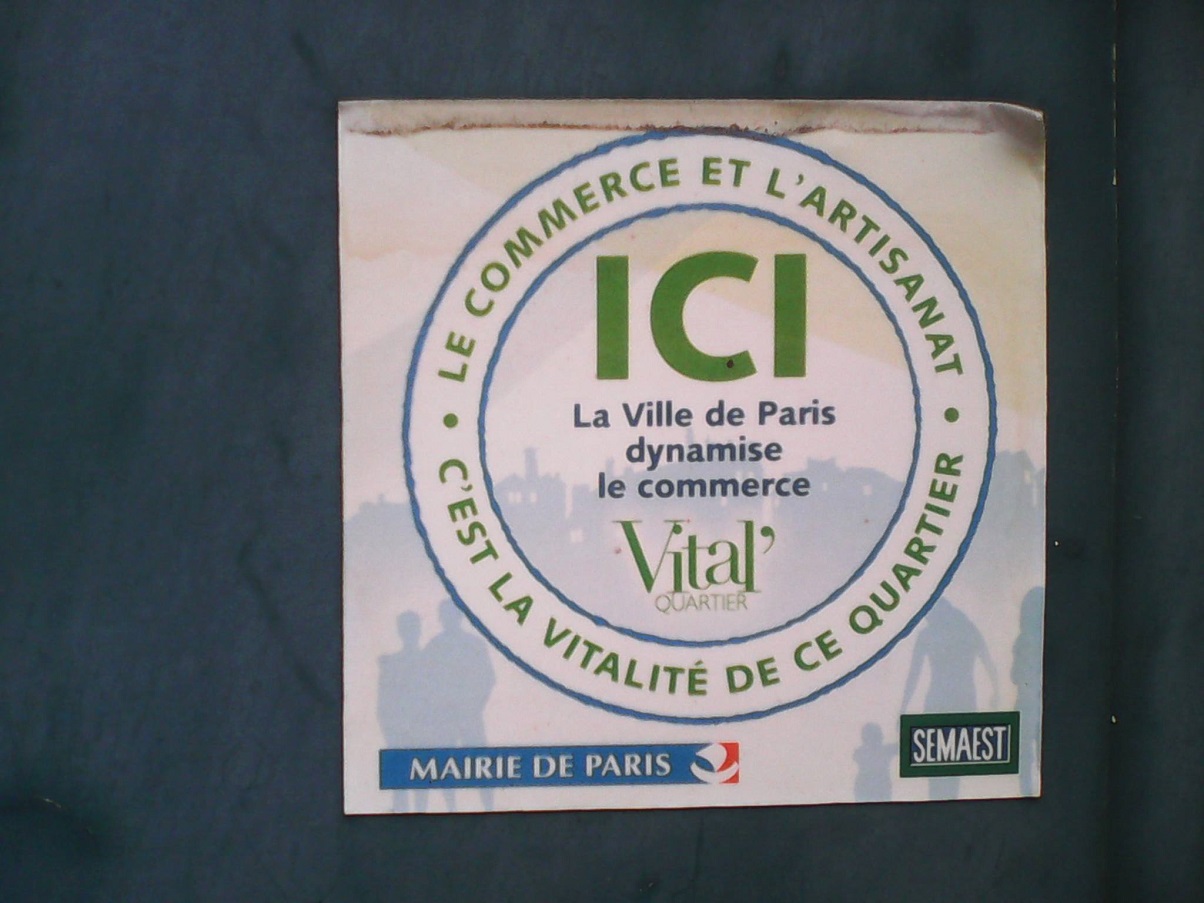 LE COMMERCE ET L'ARTISANAT
ICI
La Ville de Paris
dynamise
le commerce
Vital'
QUARTIER
• C'EST LA VITALITÉ DE CE QUARTIER •
MAIRIE DE PARIS
SEMAEST